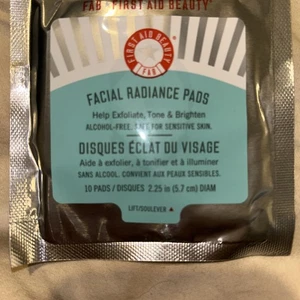 FAB FIRST AID BEAUTY
FIRST AID BEAUTY
FAB
FACIAL RADIANCE PADS
Help Exfoliate, Tone & Brighten
ALCOHOL-FREE. SAFE FOR SENSITIVE SKIN.
DISQUES ÉCLAT DU VISAGE
Aide à exfolier, à tonifier et à illuminer
SANS ALCOOL. CONVIENT AUX PEAUX SENSIBLES.
10 PADS / DISQUES 2.25 in (5.7 cm) DIAM
LIFT/SOULEVER ▲